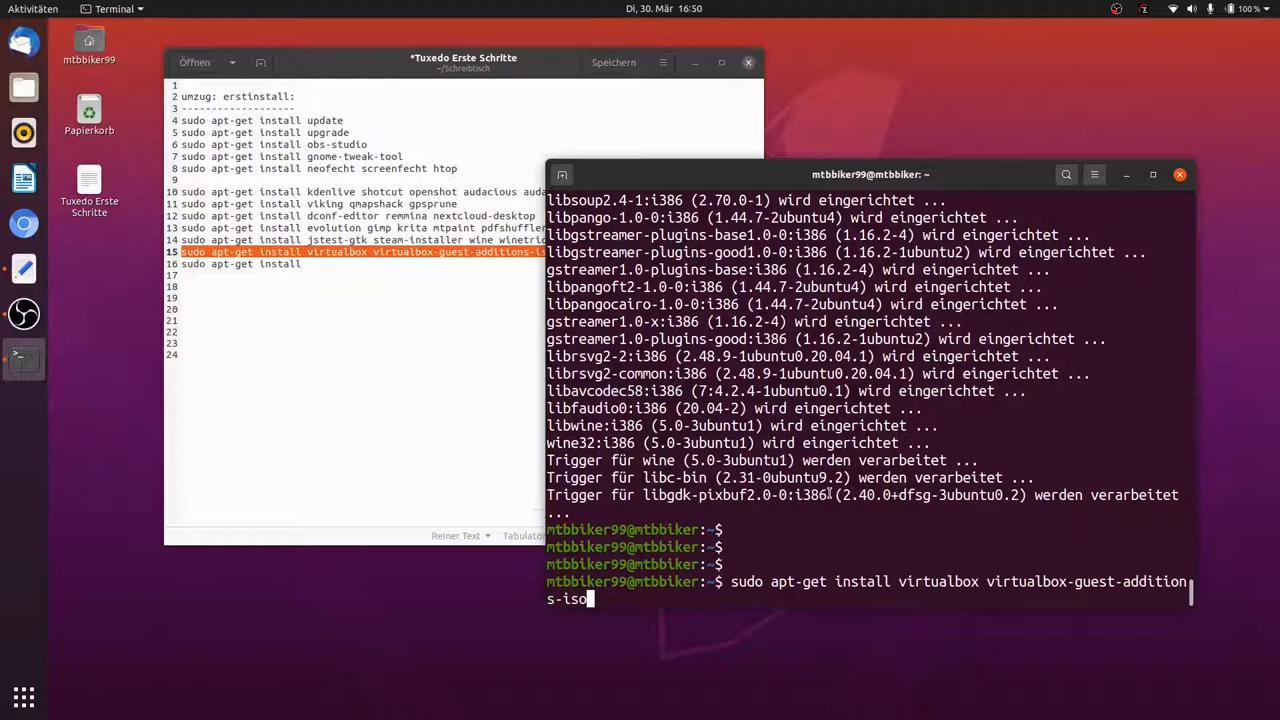 Aktivitäten
Terminal
Di, 30. Mär 16:50
100 %
mtbbiker99
Papierkorb
Tuxedo Erste
Schritte
Öffnen
*Tuxedo Erste Schritte
~/Schreibtisch
Speichern
1
2 umzug: erstinstall:
3 -------------------
4 sudo apt-get install update
5 sudo apt-get install upgrade
6 sudo apt-get install obs-studio
7 sudo apt-get install gnome-tweak-tool
8 sudo apt-get install neofecht screenfecht htop
9
10 sudo apt-get install kdenlive shotcut openshot audacious auda
11 sudo apt-get install viking qmapshack gpsprune
12 sudo apt-get install dconf-editor remmina nextcloud-desktop
13 sudo apt-get install evolution gimp krita mtpaint pdfshuffler
14 sudo apt-get install jstest-gtk steam-installer wine winetric
15 sudo apt-get install virtualbox virtualbox-guest-additions-is
16 sudo apt-get install
17
18
19
20
21
22
23
24
Reiner Text
Tabulato
mtbbiker99@mtbbiker: ~
libsoup2.4-1:i386 (2.70.0-1) wird eingerichtet ...
libpango-1.0-0:i386 (1.44.7-2ubuntu4) wird eingerichtet ...
libgstreamer-plugins-base1.0-0:i386 (1.16.2-4) wird eingerichtet ...
libgstreamer-plugins-good1.0-0:i386 (1.16.2-1ubuntu2) wird eingerichtet ...
gstreamer1.0-plugins-base:i386 (1.16.2-4) wird eingerichtet ...
libpangoft2-1.0-0:i386 (1.44.7-2ubuntu4) wird eingerichtet ...
libpangocairo-1.0-0:i386 (1.44.7-2ubuntu4) wird eingerichtet ...
gstreamer1.0-x:i386 (1.16.2-4) wird eingerichtet ...
gstreamer1.0-plugins-good:i386 (1.16.2-1ubuntu2) wird eingerichtet ...
librsvg2-2:i386 (2.48.9-1ubuntu0.20.04.1) wird eingerichtet ...
librsvg2-common:i386 (2.48.9-1ubuntu0.20.04.1) wird eingerichtet ...
libavcodec58:i386 (7:4.2.4-1ubuntu0.1) wird eingerichtet ...
libfaudio0:i386 (20.04-2) wird eingerichtet ...
libwine:i386 (5.0-3ubuntu1) wird eingerichtet ...
wine32:i386 (5.0-3ubuntu1) wird eingerichtet ...
Trigger für wine (5.0-3ubuntu1) werden verarbeitet ...
Trigger für libc-bin (2.31-0ubuntu9.2) werden verarbeitet ...
Trigger für libgdk-pixbuf2.0-0:i386 (2.40.0+dfsg-3ubuntu0.2) werden verarbeitet
...
mtbbiker99@mtbbiker:~$
mtbbiker99@mtbbiker:~$
mtbbiker99@mtbbiker:~$
mtbbiker99@mtbbiker:~$ sudo apt-get install virtualbox virtualbox-guest-addition
s-iso